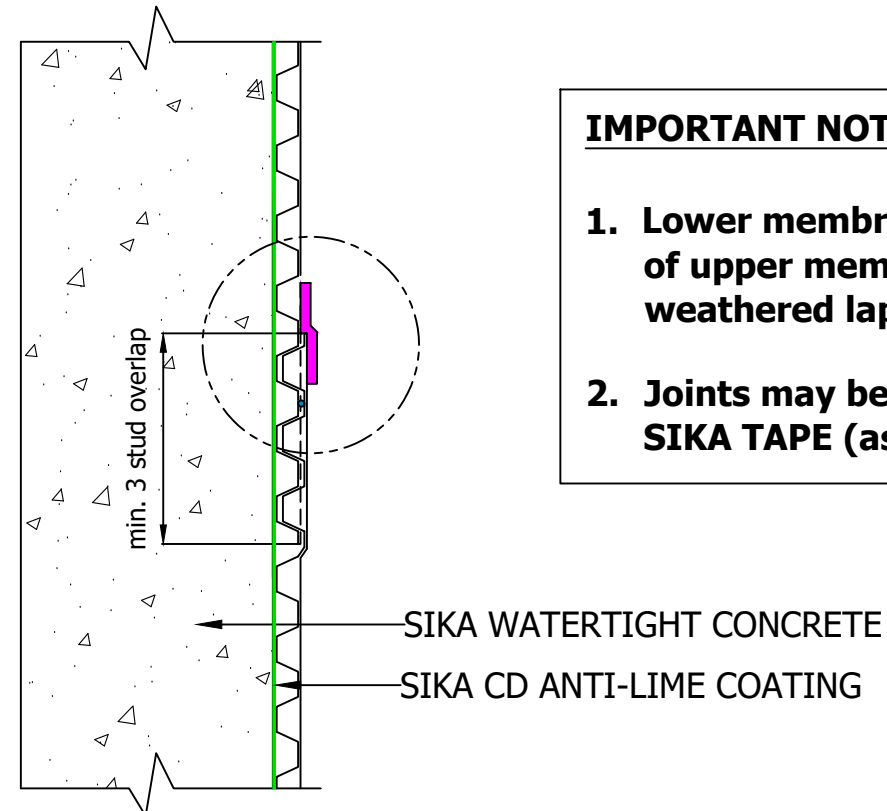 IMPORTANT NOT
1. Lower membr
of upper mem
weathered lap
2. Joints may be
SIKA TAPE (as
min. 3 stud overlap
SIKA WATERTIGHT CONCRETE
SIKA CD ANTI-LIME COATING